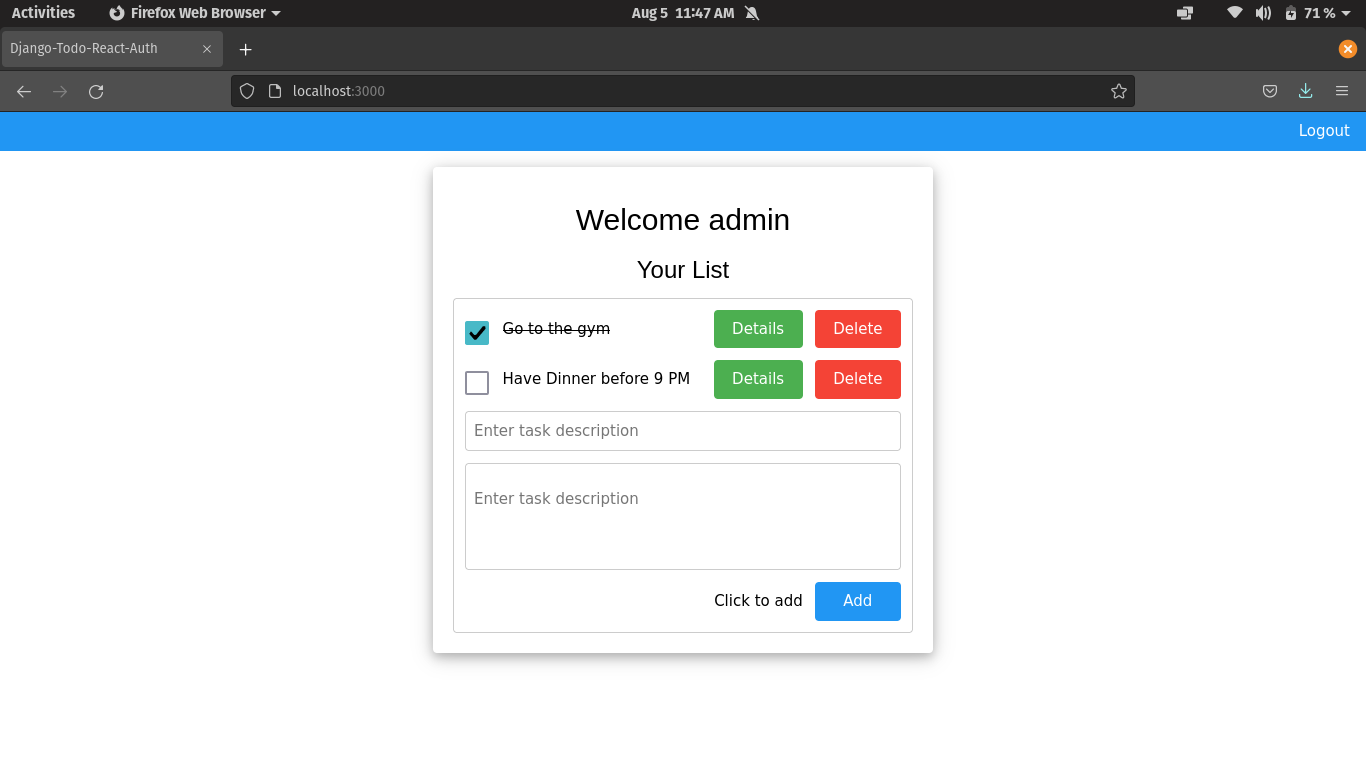 Activities Firefox Web Browser Aug 5 11:47 AM 71 %
Django-Todo-React-Auth
localhost:3000
Logout
Welcome admin
Your List
Go to the gym Details Delete
Have Dinner before 9 PM Details Delete
Enter task description
Enter task description
Click to add Add